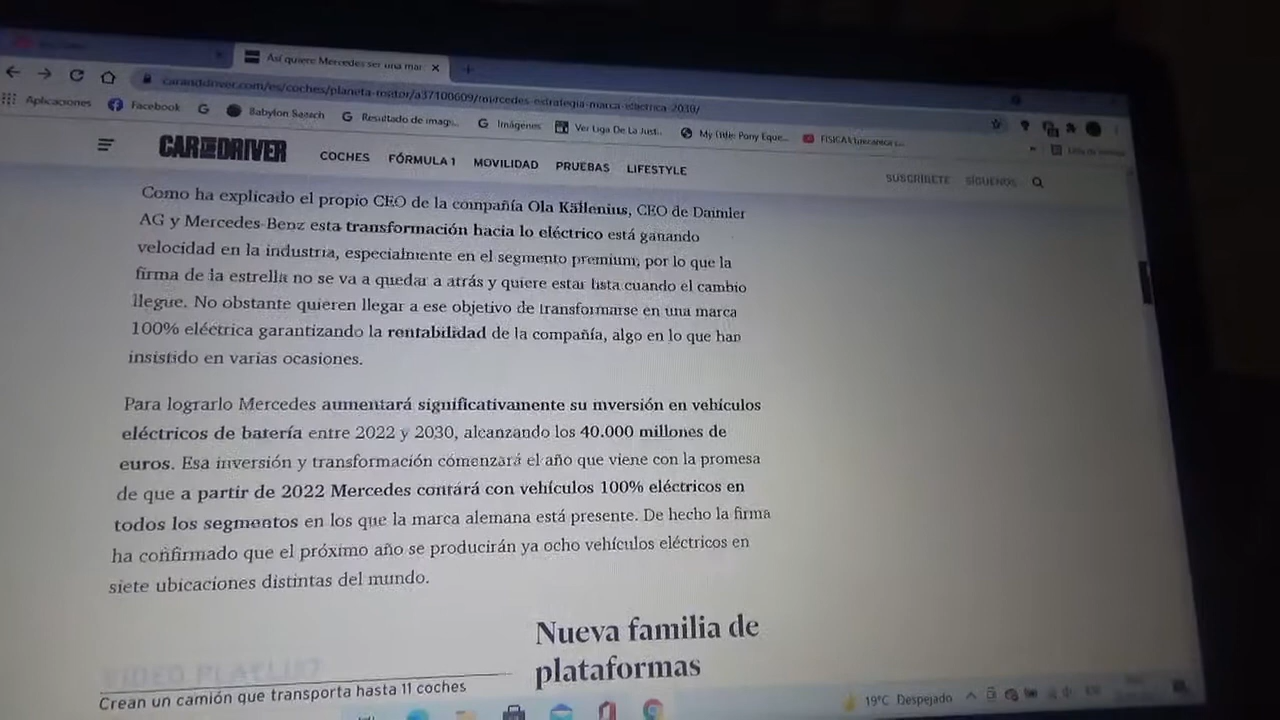 Así quiere Mercedes ser una mar
caranddriver.com/es/coches/planeta-motor/a37100609/mercedes-estrategia-marca-electrica-2030/
Aplicaciones Facebook Babylon Search Resultado de imag... Imágenes Ver Liga De La Just... My Little Pony Eque...
CAR AND DRIVER COCHES FÓRMULA 1 MOVILIDAD PRUEBAS LIFESTYLE SUSCRÍBETE SÍGUENOS
Como ha explicado el propio CEO de la compañía Ola Källenius, CEO de Daimler
AG y Mercedes-Benz esta transformación hacia lo eléctrico está ganando
velocidad en la industria, especialmente en el segmento premium, por lo que la
firma de la estrella no se va a quedar a atrás y quiere estar lista cuando el cambio
llegue. No obstante quieren llegar a ese objetivo de transformarse en una marca
100% eléctrica garantizando la rentabilidad de la compañía, algo en lo que han
insistido en varias ocasiones.
Para lograrlo Mercedes aumentará significativamente su inversión en vehículos
eléctricos de batería entre 2022 y 2030, alcanzando los 40.000 millones de
euros. Esa inversión y transformación comenzará el año que viene con la promesa
de que a partir de 2022 Mercedes contará con vehículos 100% eléctricos en
todos los segmentos en los que la marca alemana está presente. De hecho la firma
ha confirmado que el próximo año se producirán ya ocho vehículos eléctricos en
siete ubicaciones distintas del mundo.
Nueva familia de
plataformas
VIDEO PLAYLIST
Crean un camión que transporta hasta 11 coches
19°C Despejado